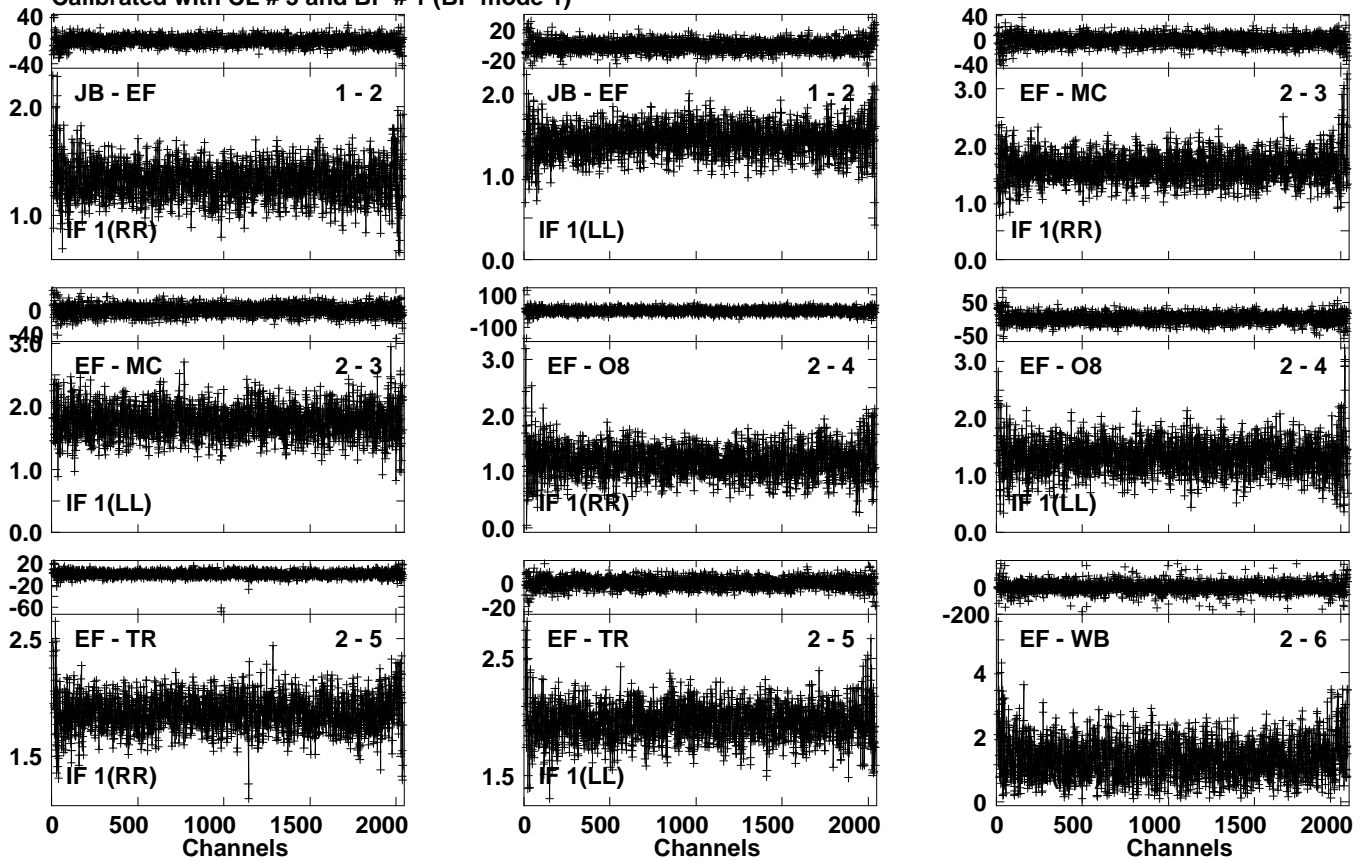 Calibrated with CL # 3 and BP # 1 (BP mode 1)
40
0
-40
JB - EF 1 - 2
2.0
1.0
IF 1(RR)
20
-20
JB - EF 1 - 2
2.0
1.0
0.0
IF 1(LL)
40
0
-40
EF - MC 2 - 3
3.0
2.0
1.0
0.0
IF 1(RR)
0
-40
EF - MC 2 - 3
3.0
2.0
1.0
0.0
IF 1(LL)
100
-100
EF - O8 2 - 4
3.0
2.0
1.0
0.0
IF 1(RR)
50
-50
EF - O8 2 - 4
3.0
2.0
1.0
0.0
IF 1(LL)
20
-20
-60
EF - TR 2 - 5
2.5
1.5
IF 1(RR)
0 500 1000 1500 2000
Channels
0
-20
EF - TR 2 - 5
2.5
1.5
IF 1(LL)
0 500 1000 1500 2000
Channels
0
-200
EF - WB 2 - 6
4
2
0
0 500 1000 1500 2000
Channels